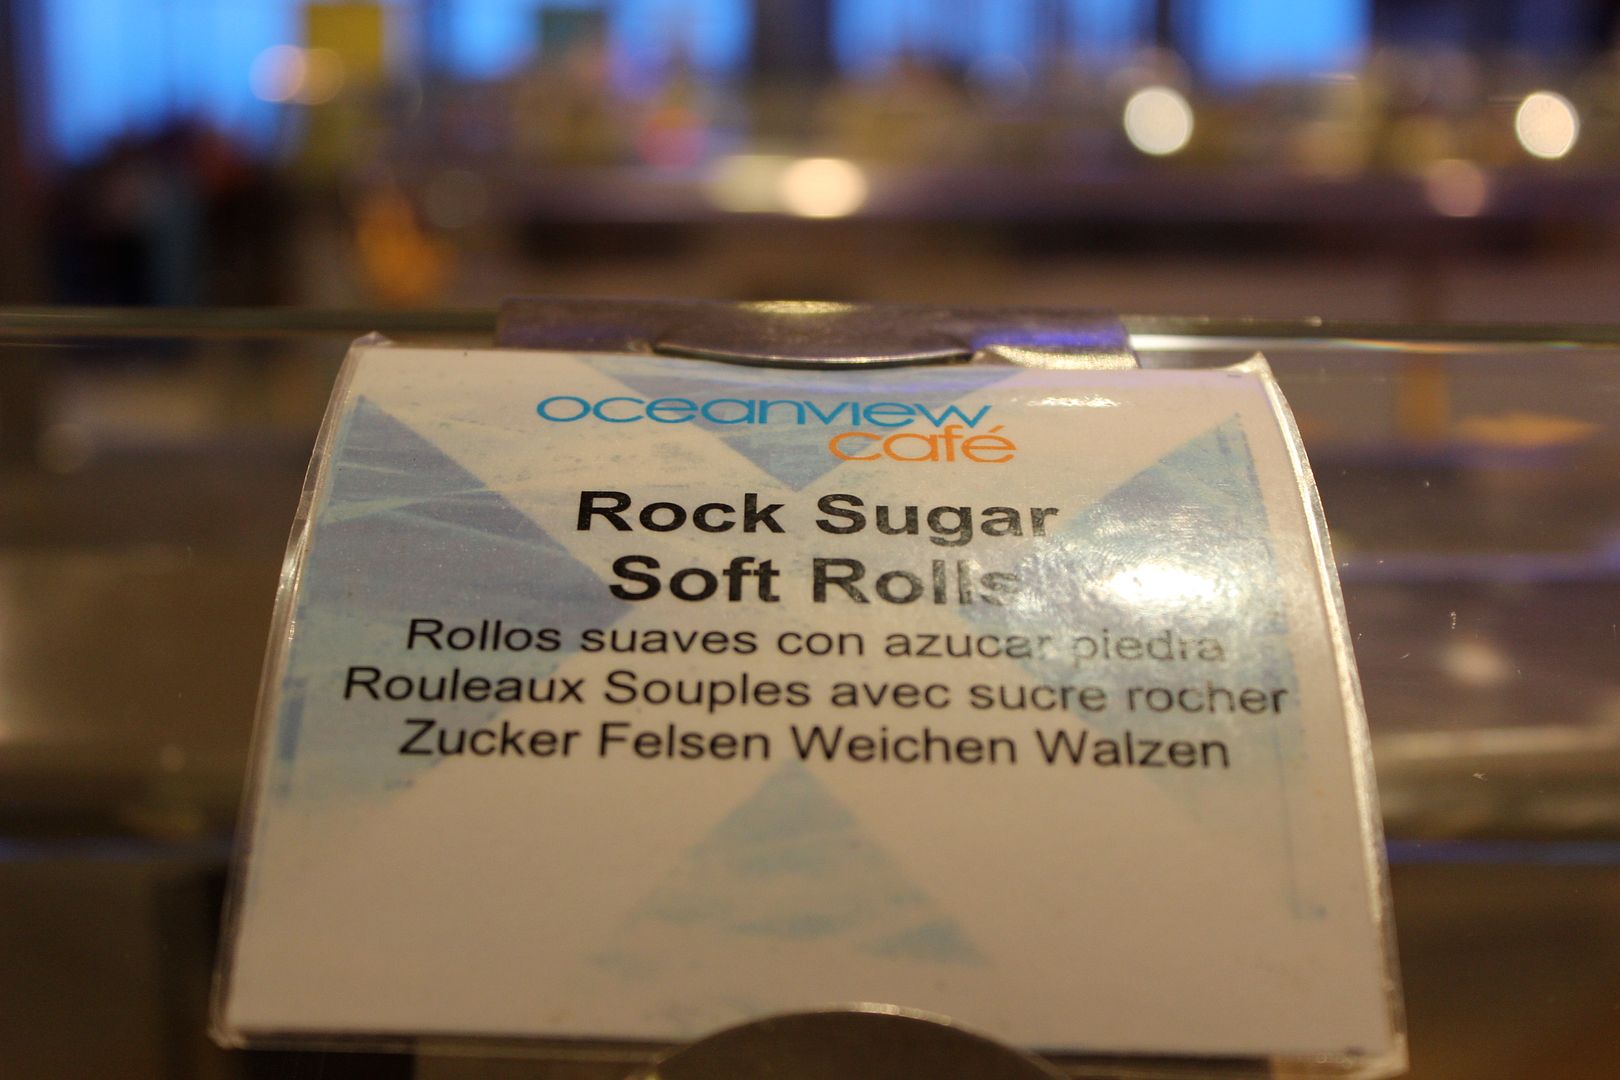 oceanview
café
Rock Sugar
Soft Rolls
Rollos suaves con azucar piedra
Rouleaux Souples avec sucre rocher
Zucker Felsen Weichen Walzen